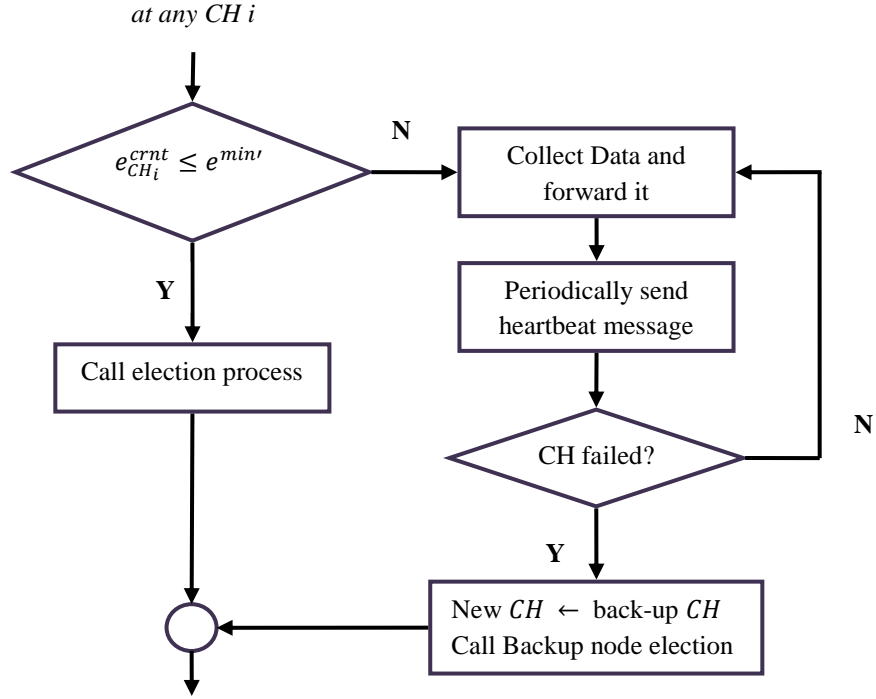 at any CH i
e_{CH_i}^{crnt} ≤ e^{min′}
N
Collect Data and
forward it
Y
Periodically send
heartbeat message
Call election process
CH failed?
N
Y
New CH ← back-up CH
Call Backup node election